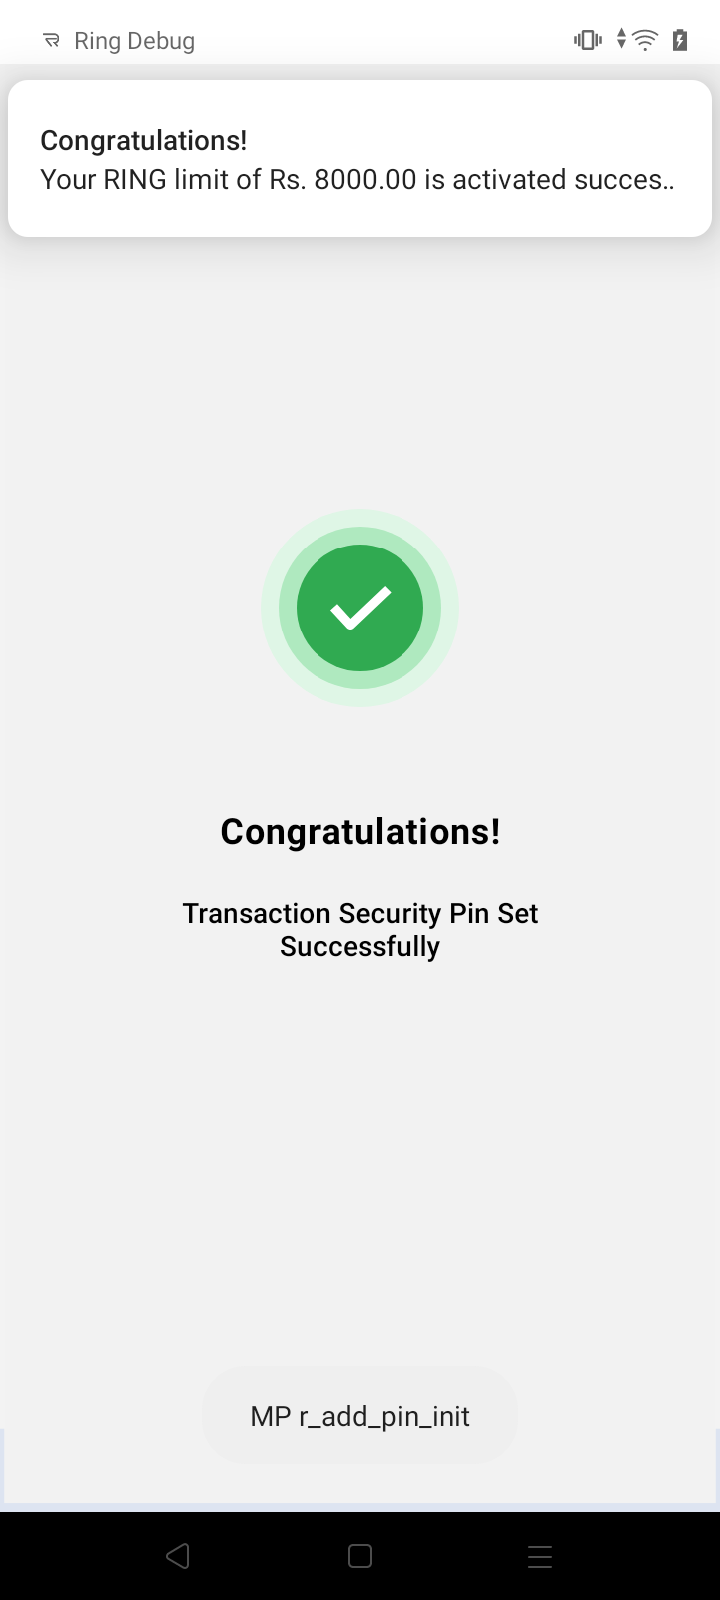 Ring Debug
Congratulations!
Your RING limit of Rs. 8000.00 is activated succes..
Congratulations!
Transaction Security Pin Set
Successfully
MP r_add_pin_init